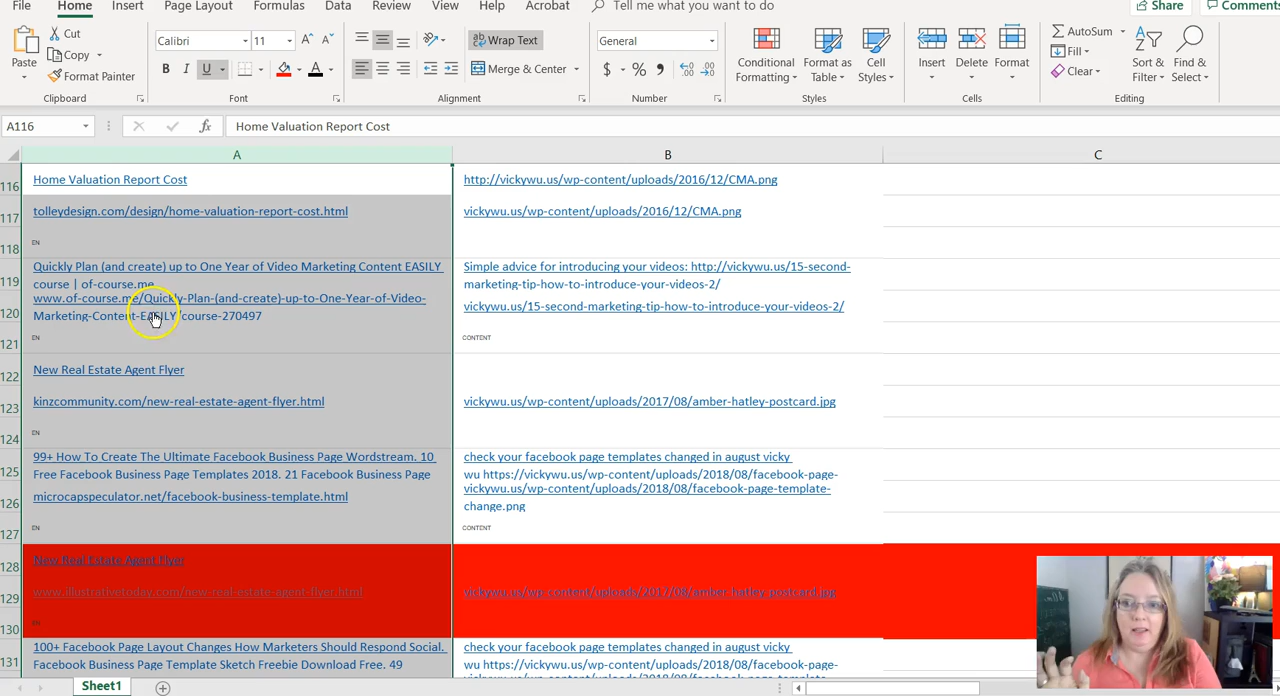 File Home Insert Page Layout Formulas Data Review View Help Acrobat Tell me what you want to do Share Comments
Paste Cut Copy Format Painter Clipboard
Calibri 11 A A B I U A Font
Wrap Text Merge & Center Alignment
General $ % , Number
Conditional Formatting Format as Table Cell Styles Styles
Insert Delete Format Cells
AutoSum Fill Clear Sort & Filter Find & Select Editing
A116 fx Home Valuation Report Cost
A B C
116 Home Valuation Report Cost http://vickywu.us/wp-content/uploads/2016/12/CMA.png
117 tolleydesign.com/design/home-valuation-report-cost.html vickywu.us/wp-content/uploads/2016/12/CMA.png
118 EN
119 Quickly Plan (and create) up to One Year of Video Marketing Content EASILY Simple advice for introducing your videos: http://vickywu.us/15-second-
course | of-course.me marketing-tip-how-to-introduce-your-videos-2/
120 www.of-course.me/Quickly-Plan-(and-create)-up-to-One-Year-of-Video- vickywu.us/15-second-marketing-tip-how-to-introduce-your-videos-2/
Marketing-Content-EASILY/course-270497
121 EN CONTENT
122 New Real Estate Agent Flyer
123 kinzcommunity.com/new-real-estate-agent-flyer.html vickywu.us/wp-content/uploads/2017/08/amber-hatley-postcard.jpg
124 EN
125 99+ How To Create The Ultimate Facebook Business Page Wordstream. 10 check your facebook page templates changed in august vicky
Free Facebook Business Page Templates 2018. 21 Facebook Business Page wu https://vickywu.us/wp-content/uploads/2018/08/facebook-page-
126 microcapspeculator.net/facebook-business-template.html vickywu.us/wp-content/uploads/2018/08/facebook-page-template-
change.png
127 EN CONTENT
128 New Real Estate Agent Flyer
129 www.illustrativetoday.com/new-real-estate-agent-flyer.html vickywu.us/wp-content/uploads/2017/08/amber-hatley-postcard.jpg
130 EN
131 100+ Facebook Page Layout Changes How Marketers Should Respond Social. check your facebook page templates changed in august vicky
Facebook Business Page Template Sketch Freebie Download Free. 49 wu https://vickywu.us/wp-content/uploads/2018/08/facebook-page-
Sheet1